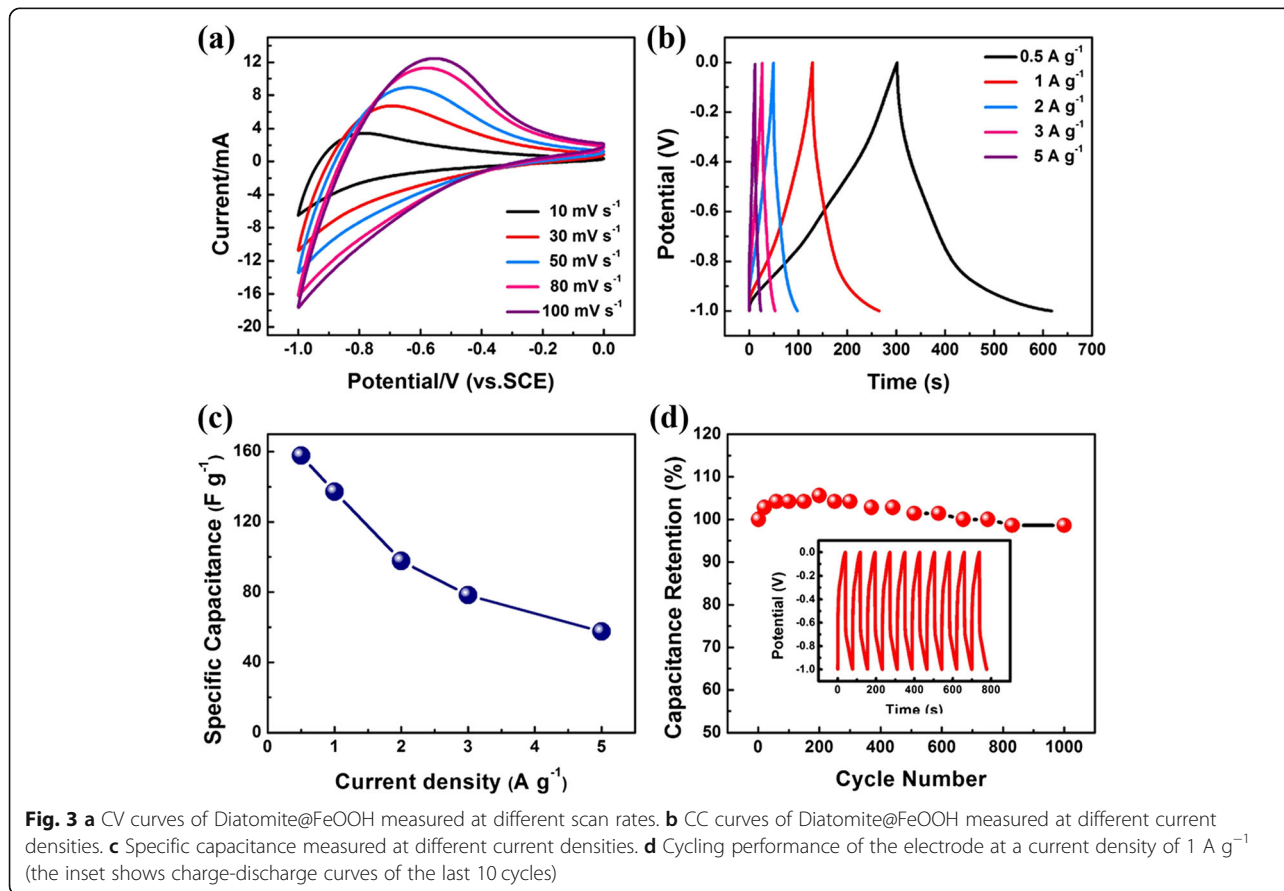 (a)
12
8
4
0
-4
-8
-12
-16
-20
Current/mA
10 mV s⁻¹
30 mV s⁻¹
50 mV s⁻¹
80 mV s⁻¹
100 mV s⁻¹
-1.0 -0.8 -0.6 -0.4 -0.2 0.0
Potential/V (vs.SCE)
(b)
0.0
-0.2
-0.4
-0.6
-0.8
-1.0
Potential (V)
0.5 A g⁻¹
1 A g⁻¹
2 A g⁻¹
3 A g⁻¹
5 A g⁻¹
0 100 200 300 400 500 600 700
Time (s)
(c)
160
120
80
40
0
Specific Capacitance (F g⁻¹)
0 1 2 3 4 5
Current density (A g⁻¹)
(d)
120
115
110
105
100
95
90
85
80
75
70
65
60
55
50
Capacitance Retention (%)
0.0
-0.2
-0.4
-0.6
-0.8
-1.0
Potential (V)
0 200 400 600 800
Time (s)
0 200 400 600 800 1000
Cycle Number
Fig. 3 a CV curves of Diatomite@FeOOH measured at different scan rates. b CC curves of Diatomite@FeOOH measured at different current
densities. c Specific capacitance measured at different current densities. d Cycling performance of the electrode at a current density of 1 A g⁻¹
(the inset shows charge-discharge curves of the last 10 cycles)